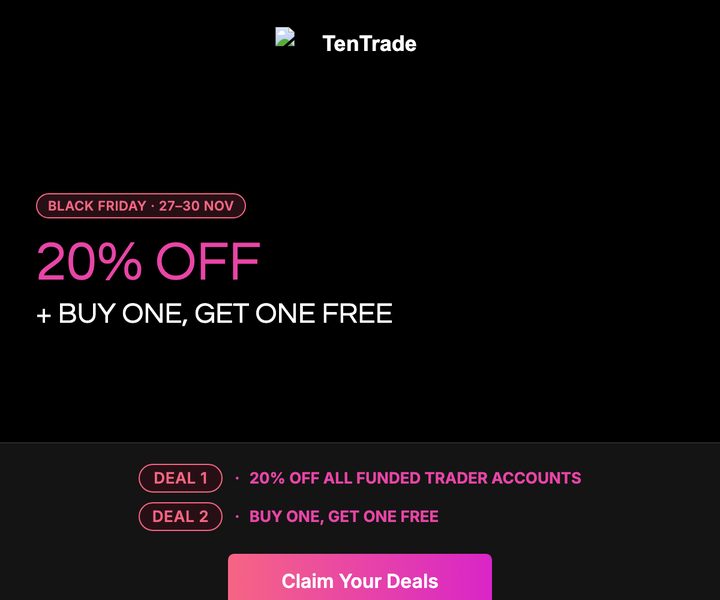 TenTrade
BLACK FRIDAY · 27–30 NOV
20% OFF
+ BUY ONE, GET ONE FREE
DEAL 1 · 20% OFF ALL FUNDED TRADER ACCOUNTS
DEAL 2 · BUY ONE, GET ONE FREE
Claim Your Deals